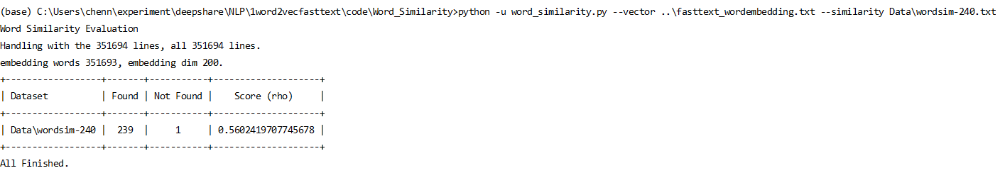 (base) C:\Users\chenn\experiment\deepshare\NLP\1word2vecfasttext\code\Word_Similarity>python -u word_similarity.py --vector ..\fasttext_wordembedding.txt --similarity Data\wordsim-240.txt
Word Similarity Evaluation
Handling with the 351694 lines, all 351694 lines.
embedding words 351693, embedding dim 200.
+------------------+-------+-----------+--------------------+
| Dataset          | Found | Not Found |    Score (rho)     |
+------------------+-------+-----------+--------------------+
| Data\wordsim-240 |  239  |     1     | 0.5602419707745678 |
+------------------+-------+-----------+--------------------+
All Finished.